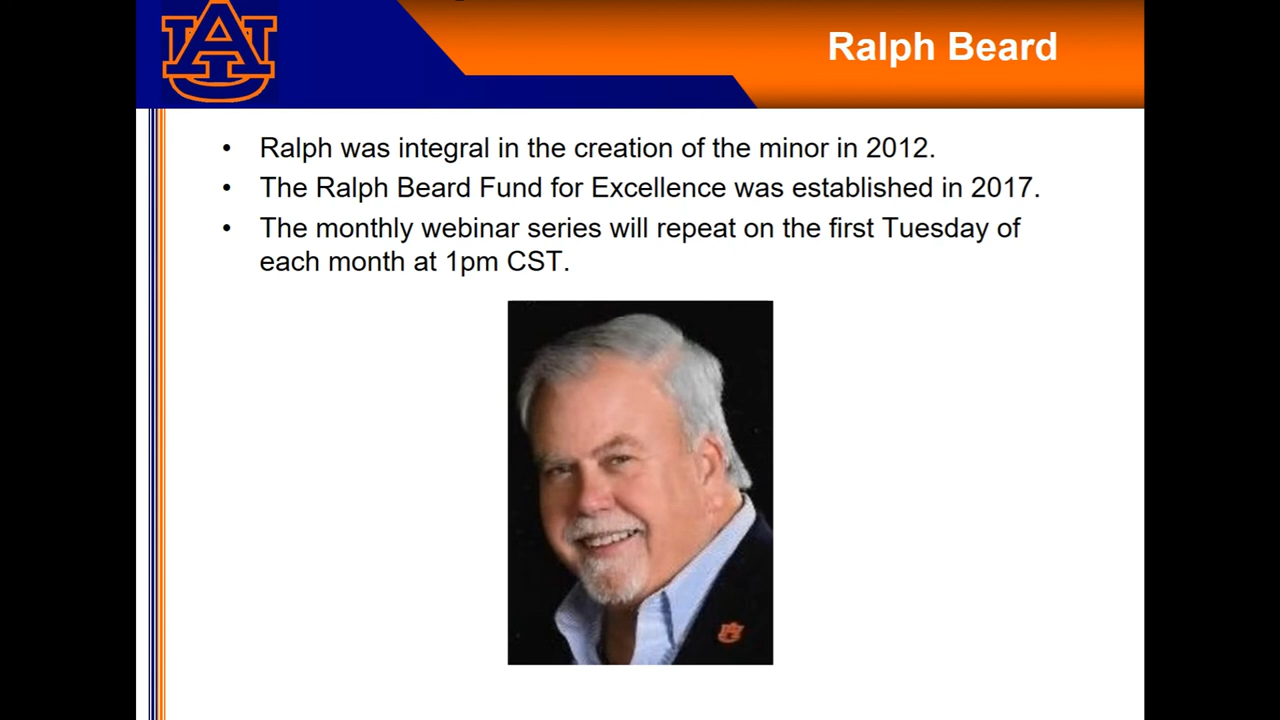 AU
Ralph Beard
• Ralph was integral in the creation of the minor in 2012.
• The Ralph Beard Fund for Excellence was established in 2017.
• The monthly webinar series will repeat on the first Tuesday of
each month at 1pm CST.
AU